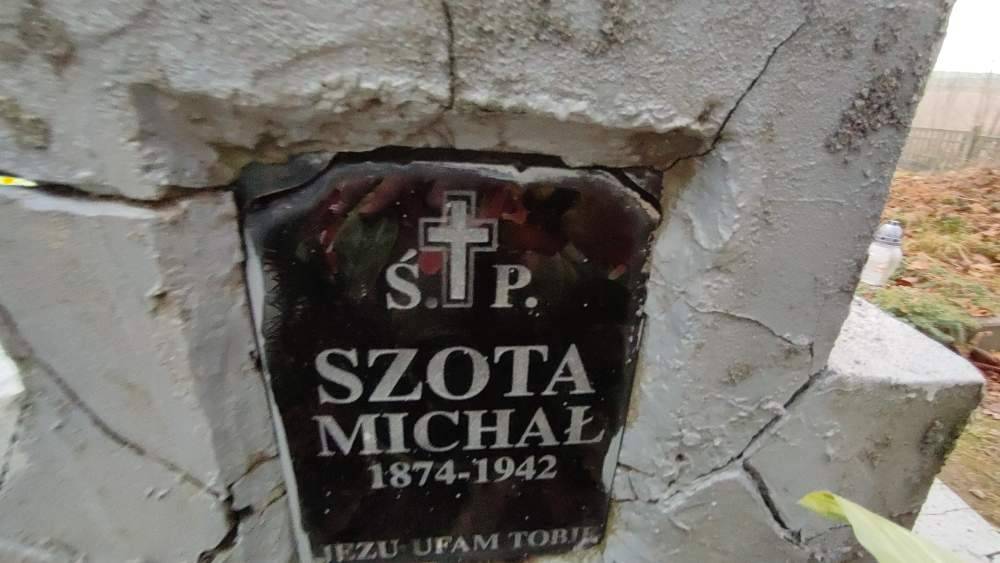 Ś. P.
SZOTA
MICHAŁ
1874-1942
JEZU UFAM TOBIE